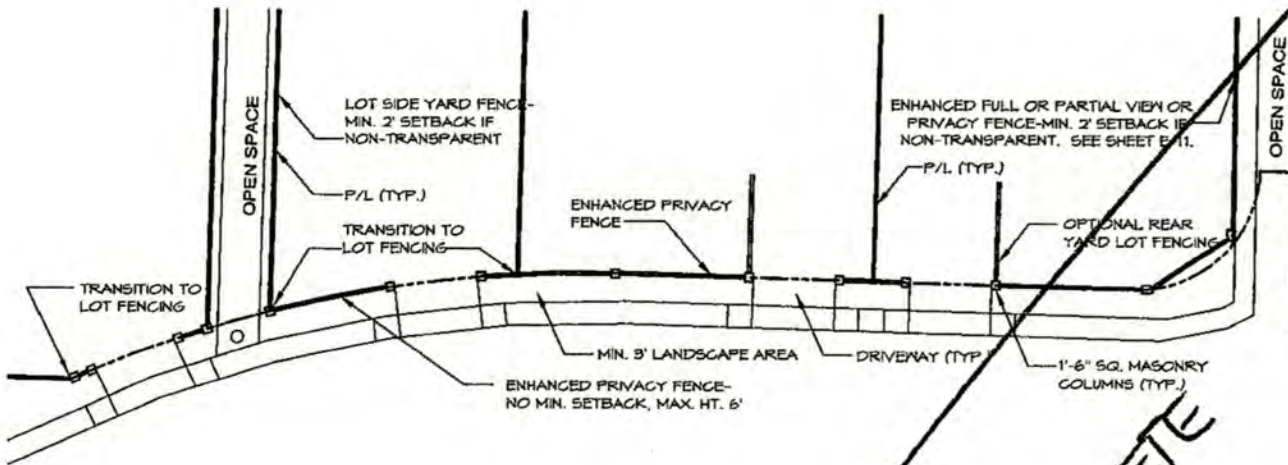 OPEN SPACE
LOT SIDE YARD FENCE-
MIN. 2' SETBACK IF
NON-TRANSPARENT
P/L (TYP.)
TRANSITION TO
LOT FENCING
TRANSITION TO
LOT FENCING
ENHANCED PRIVACY
FENCE
ENHANCED FULL OR PARTIAL VIEW OR
PRIVACY FENCE-MIN. 2' SETBACK IF
NON-TRANSPARENT. SEE SHEET
P/L (TYP.)
OPTIONAL REAR
YARD LOT FENCING
OPEN SPACE
MIN. 3' LANDSCAPE AREA
DRIVEWAY (TYP.)
ENHANCED PRIVACY FENCE-
NO MIN. SETBACK, MAX. HT. 6'
1'-6" SQ. MASONRY
COLUMNS (TYP.)